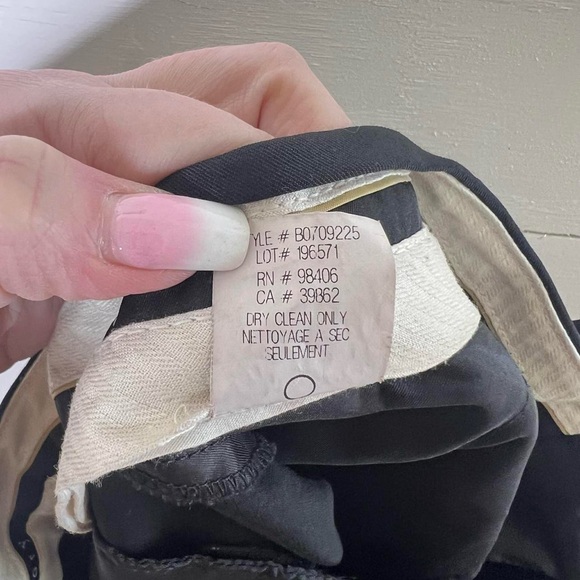 YLE # B0709225
LOT# 196571
RN # 98406
CA # 39862
DRY CLEAN ONLY
NETTOYAGE A SEC
SEULEMENT